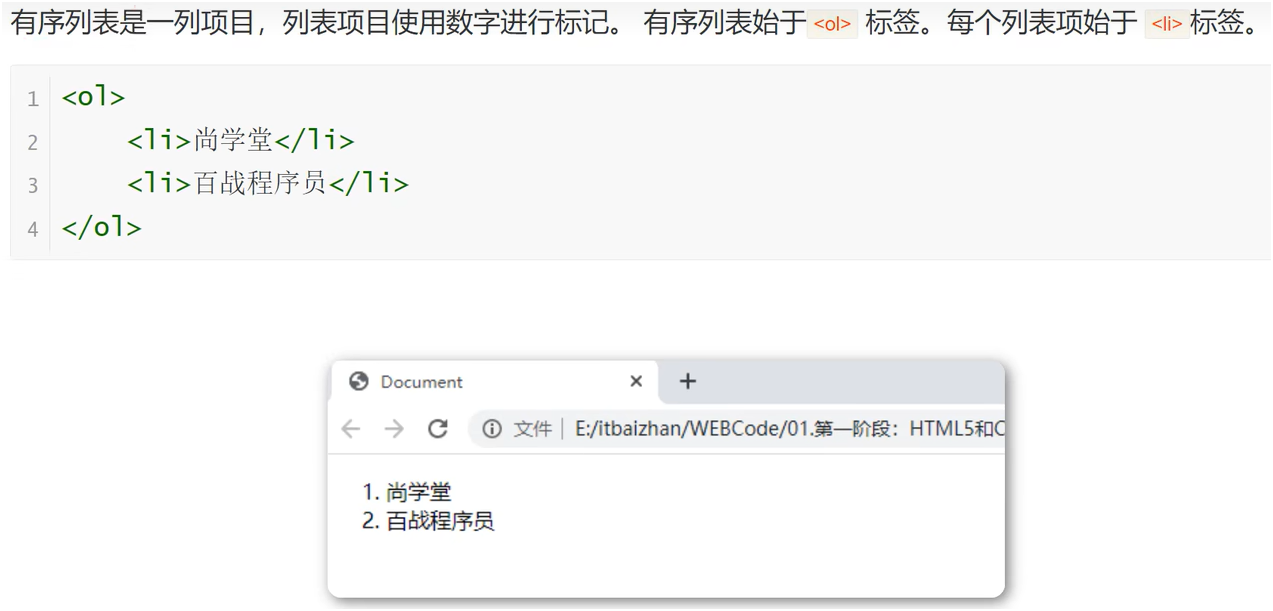 有序列表是一列项目，列表项目使用数字进行标记。 有序列表始于 <ol> 标签。每个列表项始于 <li> 标签。
1 <ol>
2     <li>尚学堂</li>
3     <li>百战程序员</li>
4 </ol>
Document × +
文件 | E:/itbaizhan/WEBCode/01.第一阶段：HTML5和C
1. 尚学堂
2. 百战程序员